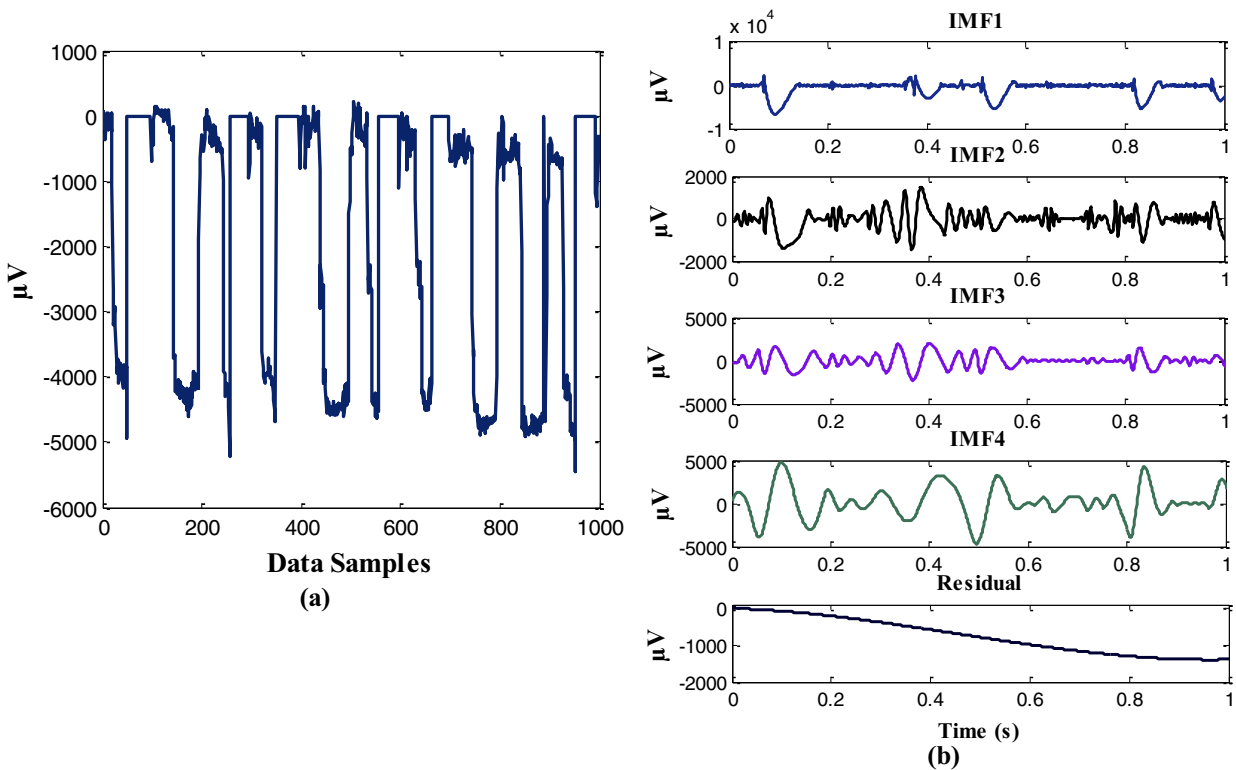 1000
0
-1000
-2000
-3000
-4000
-5000
-6000
µV
0 200 400 600 800 1000
Data Samples
(a)
x 10^4
IMF1
1
0
-1
µV
0 0.2 0.4 0.6 0.8 1
IMF2
2000
0
-2000
µV
0 0.2 0.4 0.6 0.8 1
IMF3
5000
0
-5000
µV
0 0.2 0.4 0.6 0.8 1
IMF4
5000
0
-5000
µV
0 0.2 0.4 0.6 0.8 1
Residual
0
-1000
-2000
µV
0 0.2 0.4 0.6 0.8 1
Time (s)
(b)